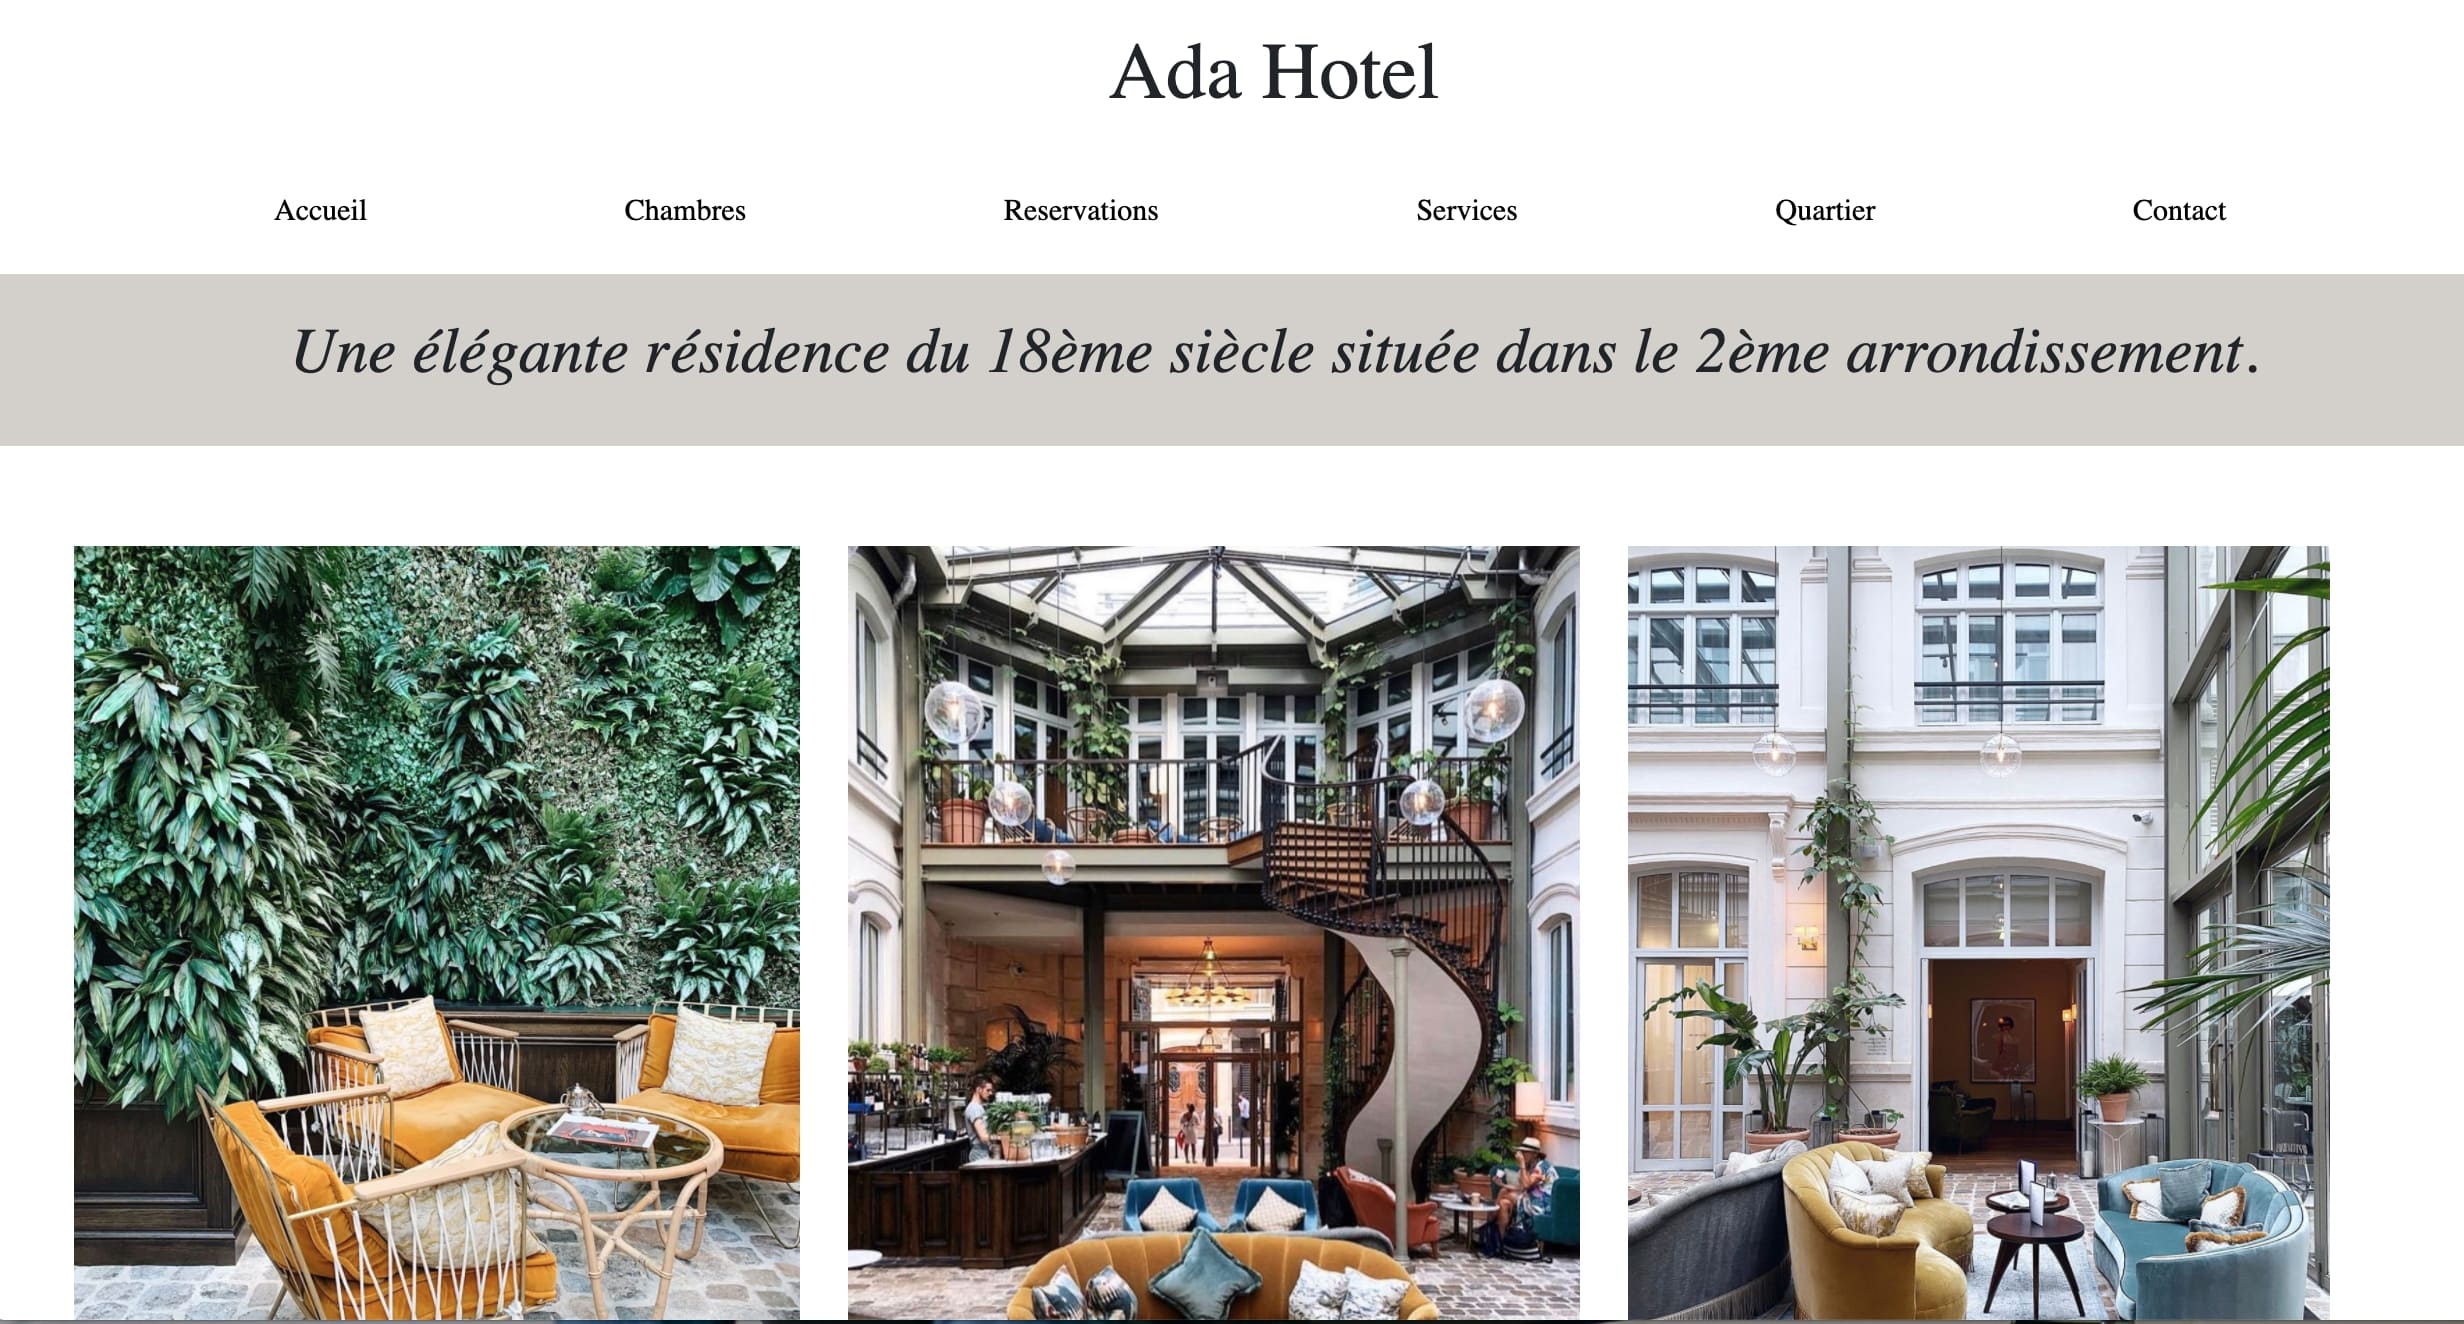 Ada Hotel
Accueil Chambres Reservations Services Quartier Contact
Une élégante résidence du 18ème siècle située dans le 2ème arrondissement.